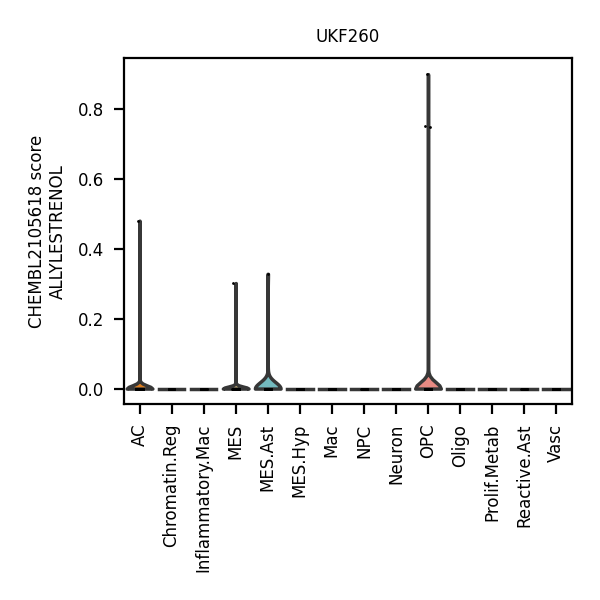 UKF260
CHEMBL2105618 score
ALLYLESTRENOL
0.8
0.6
0.4
0.2
0.0
AC
Chromatin.Reg
Inflammatory.Mac
MES
MES.Ast
MES.Hyp
Mac
NPC
Neuron
OPC
Oligo
Prolif.Metab
Reactive.Ast
Vasc